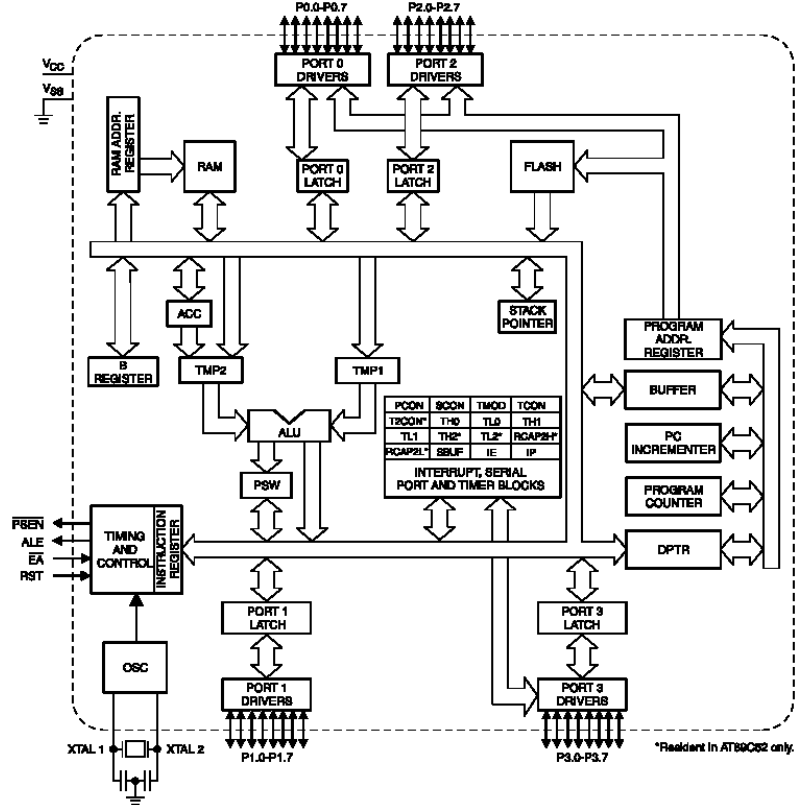 P0.0-P0.7
P2.0-P2.7
VCC
VSS
PORT 0
DRIVERS
PORT 2
DRIVERS
RAM ADDR.
REGISTER
RAM
PORT 0
LATCH
PORT 2
LATCH
FLASH
ACC
STACK
POINTER
PROGRAM
ADDR.
REGISTER
B
REGISTER
TMP2
TMP1
BUFFER
ALU
PCON SCON TMOD TCON
T2CON* TH0 TL0 TH1
TL1 TH2* TL2* RCAP2H*
RCAP2L* SBUF IE IP
INTERRUPT, SERIAL
PORT AND TIMER BLOCKS
PC
INCREMENTER
PSW
PROGRAM
COUNTER
PSEN
ALE
EA
RST
TIMING
AND
CONTROL
INSTRUCTION
REGISTER
DPTR
PORT 1
LATCH
PORT 3
LATCH
OSC
PORT 1
DRIVERS
PORT 3
DRIVERS
XTAL 1
XTAL 2
P1.0-P1.7
P3.0-P3.7
*Resident in AT89C52 only.